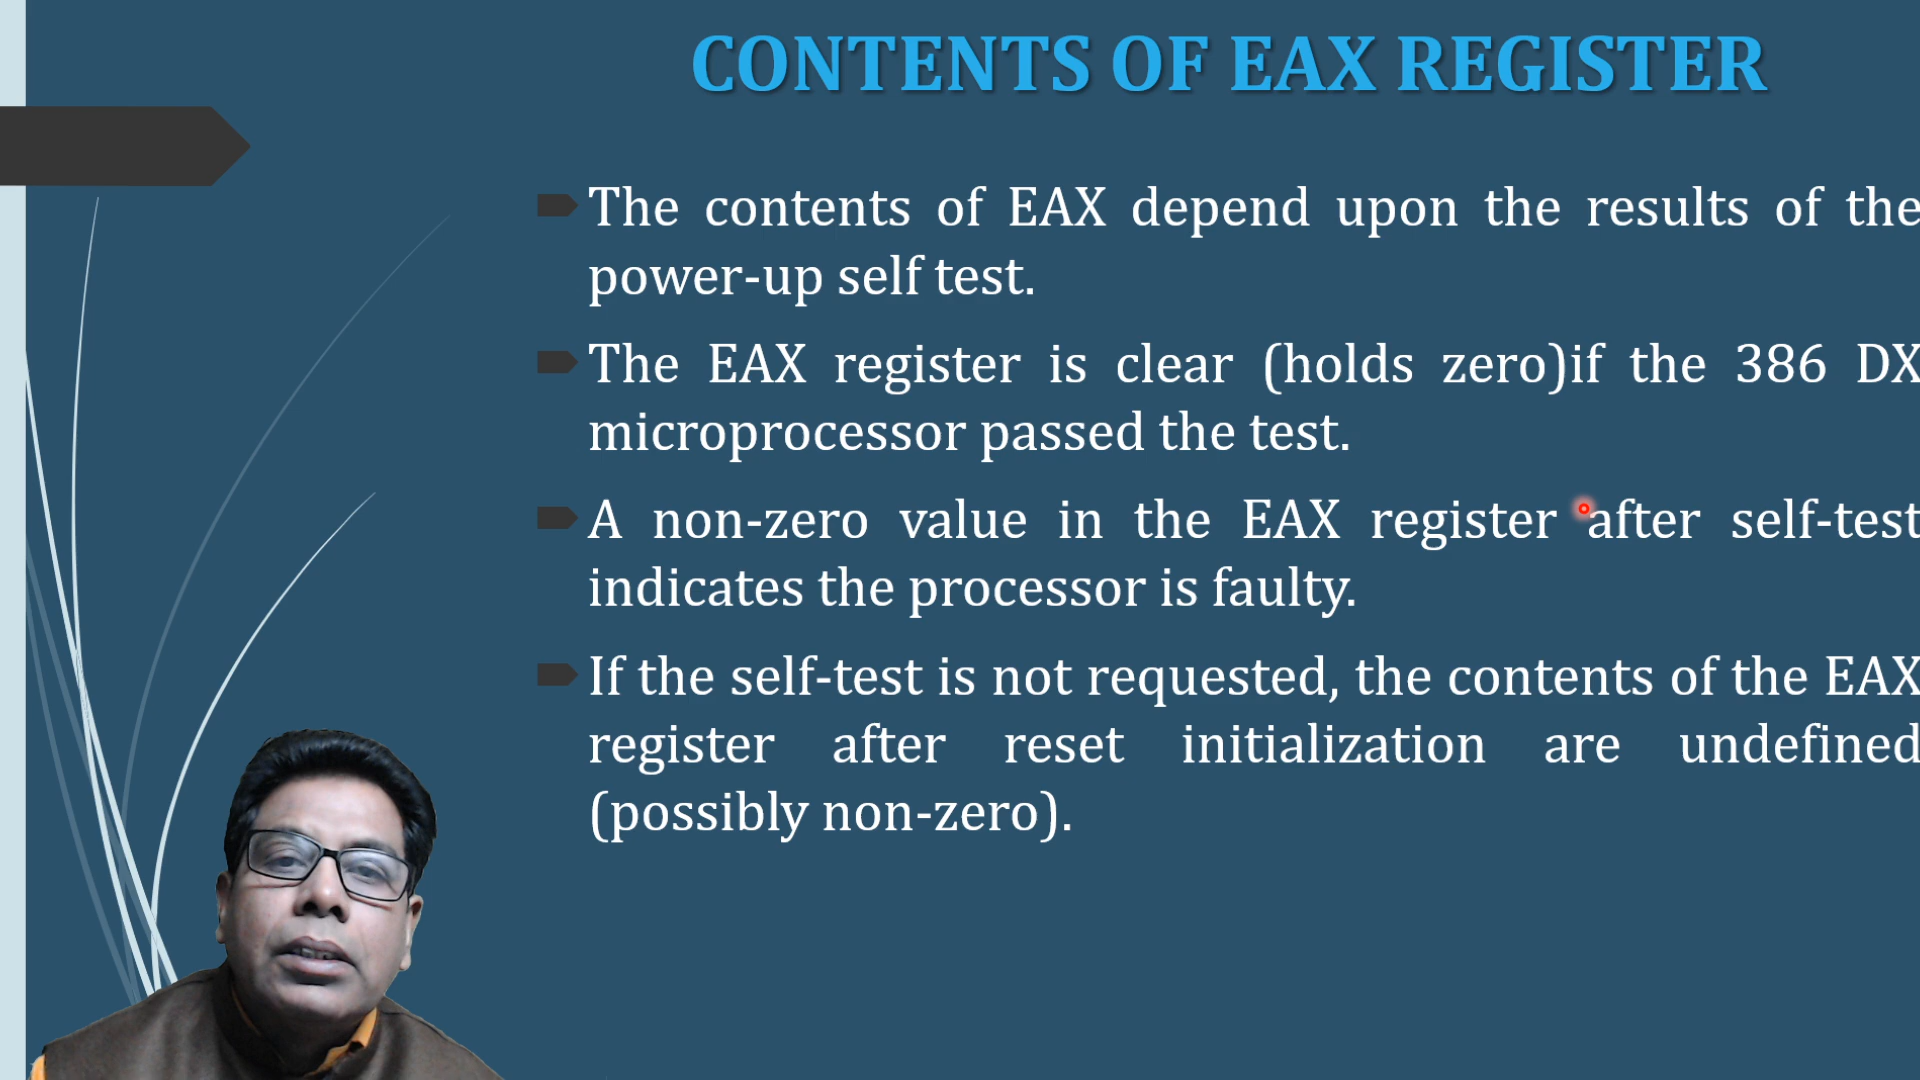 CONTENTS OF EAX REGISTER
The contents of EAX depend upon the results of the
power-up self test.
The EAX register is clear (holds zero)if the 386 DX
microprocessor passed the test.
A non-zero value in the EAX register after self-test
indicates the processor is faulty.
If the self-test is not requested, the contents of the EAX
register after reset initialization are undefined
(possibly non-zero).